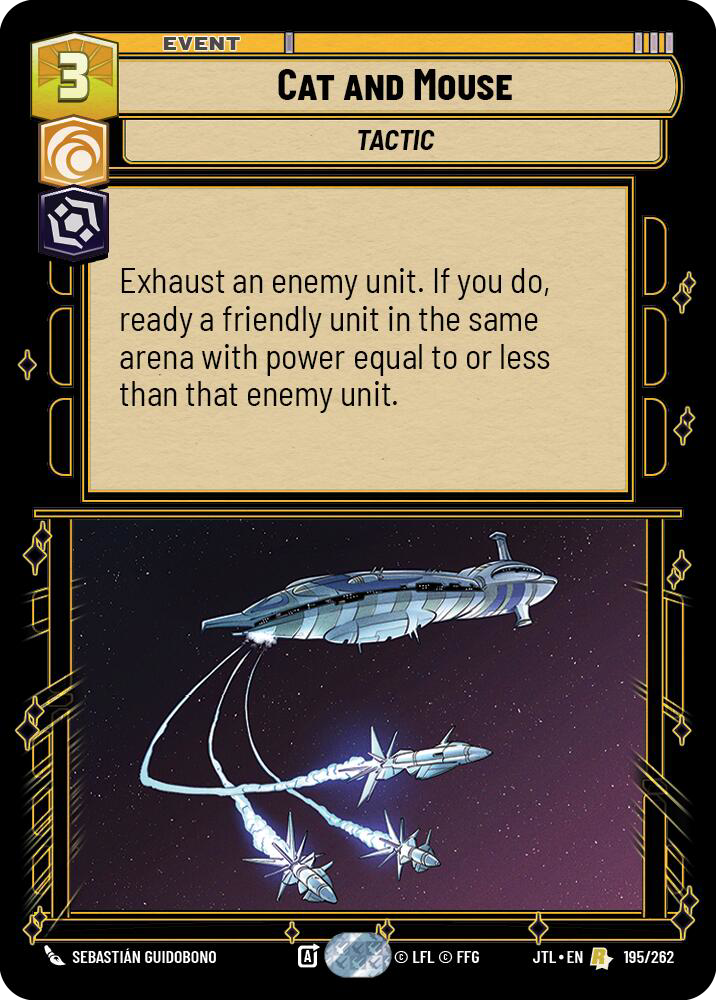 EVENT
3
CAT AND MOUSE
TACTIC
Exhaust an enemy unit. If you do,
ready a friendly unit in the same
arena with power equal to or less
than that enemy unit.
SEBASTIÁN GUIDOBONO
A
© LFL © FFG
JTL • EN
R
195/262